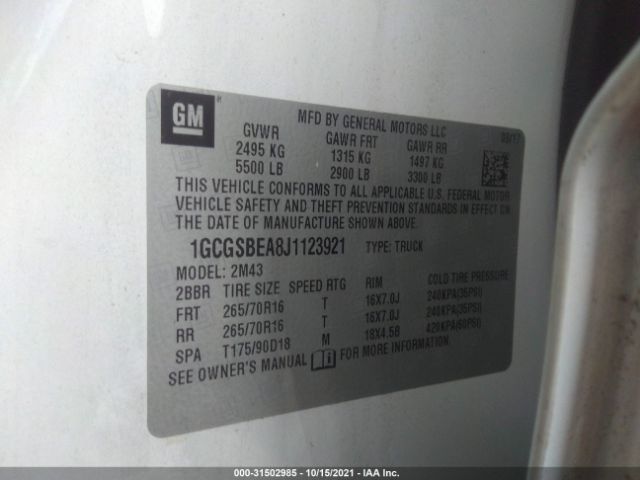 GM
MFD BY GENERAL MOTORS LLC
GVWR GAWR FRT GAWR RR
2495 KG 1315 KG 1497 KG
5500 LB 2900 LB 3300 LB
THIS VEHICLE CONFORMS TO ALL APPLICABLE U.S. FEDERAL MOTOR
VEHICLE SAFETY AND THEFT PREVENTION STANDARDS IN EFFECT ON
THE DATE OF MANUFACTURE SHOWN ABOVE.
1GCGSBEA8J1123921 TYPE: TRUCK
MODEL: 2M43
2BBR TIRE SIZE SPEED RTG RIM COLD TIRE PRESSURE
FRT 265/70R16 T 16X7.0J 240KPA(35PSI)
RR 265/70R16 T 16X7.0J 240KPA(35PSI)
SPA T175/90D18 M 18X4.5B 420KPA(60PSI)
SEE OWNER'S MANUAL FOR MORE INFORMATION.
000-31502985 - 10/15/2021 - IAA Inc.